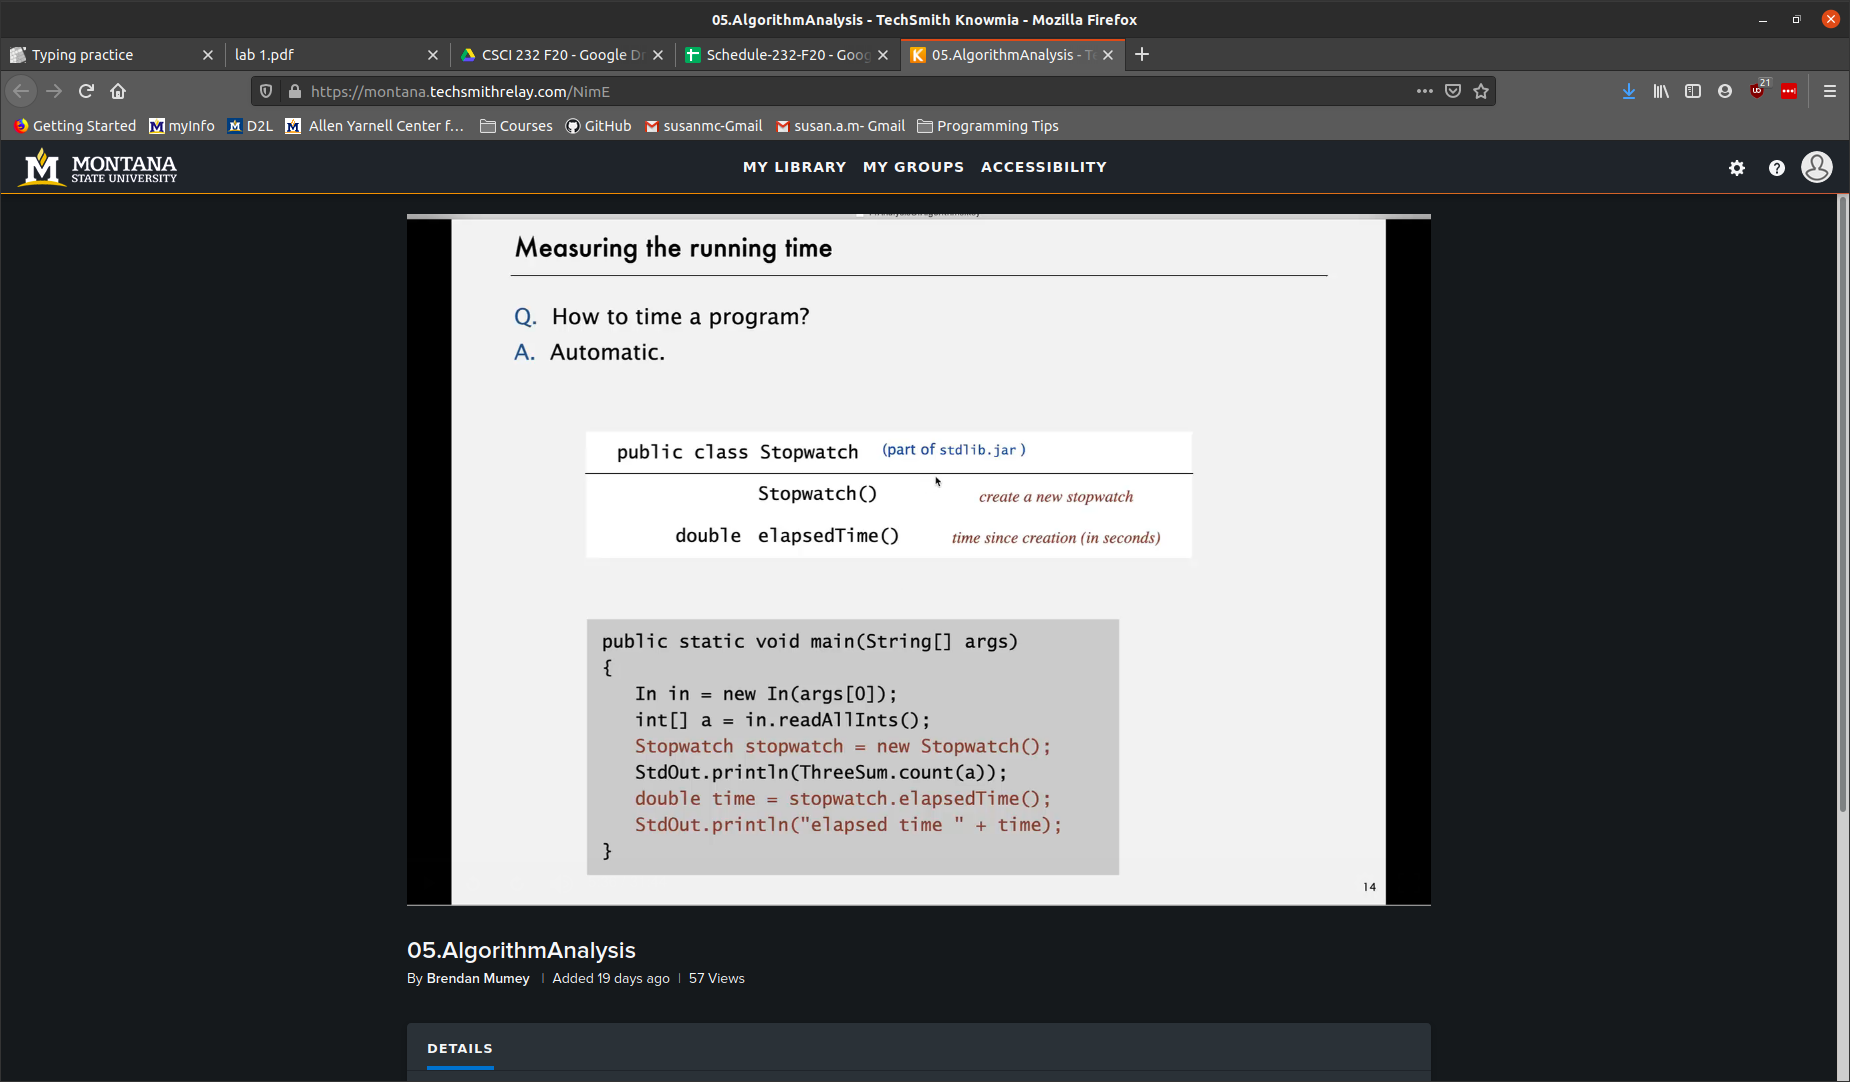 05.AlgorithmAnalysis - TechSmith Knowmia - Mozilla Firefox
Typing practice
lab 1.pdf
CSCI 232 F20 - Google Dr
Schedule-232-F20 - Goog
05.AlgorithmAnalysis - Te
https://montana.techsmithrelay.com/NimE
21
Getting Started myInfo D2L Allen Yarnell Center f... Courses GitHub susanmc-Gmail susan.a.m- Gmail Programming Tips
MONTANA
STATE UNIVERSITY
MY LIBRARY MY GROUPS ACCESSIBILITY
Measuring the running time
Q. How to time a program?
A. Automatic.
public class Stopwatch (part of stdlib.jar )
Stopwatch() create a new stopwatch
double elapsedTime() time since creation (in seconds)
public static void main(String[] args)
{
In in = new In(args[0]);
int[] a = in.readAllInts();
Stopwatch stopwatch = new Stopwatch();
StdOut.println(ThreeSum.count(a));
double time = stopwatch.elapsedTime();
StdOut.println("elapsed time " + time);
}
14
05.AlgorithmAnalysis
By Brendan Mumey | Added 19 days ago | 57 Views
DETAILS